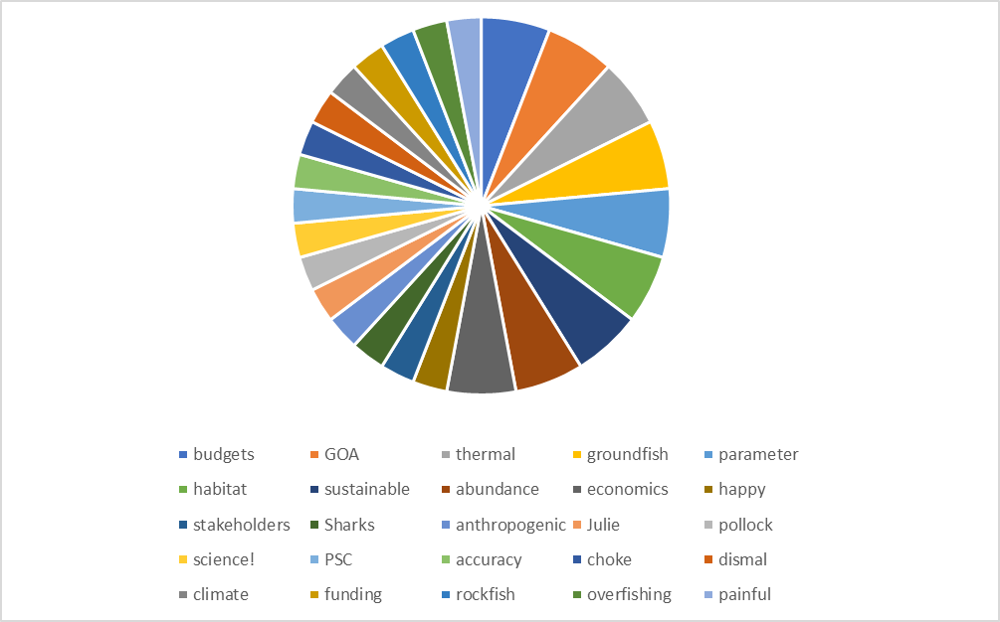 budgets GOA thermal groundfish parameter
habitat sustainable abundance economics happy
stakeholders Sharks anthropogenic Julie pollock
science! PSC accuracy choke dismal
climate funding rockfish overfishing painful